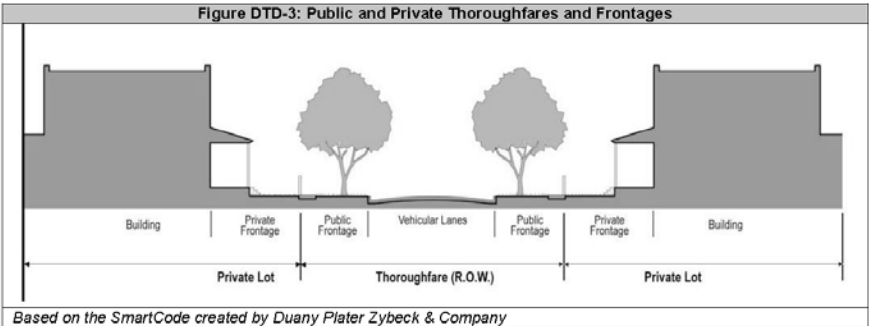 Figure DTD-3: Public and Private Thoroughfares and Frontages
Building
Private
Frontage
Public
Frontage
Vehicular Lanes
Public
Frontage
Private
Frontage
Building
Private Lot
Thoroughfare (R.O.W.)
Private Lot
Based on the SmartCode created by Duany Plater Zybeck & Company